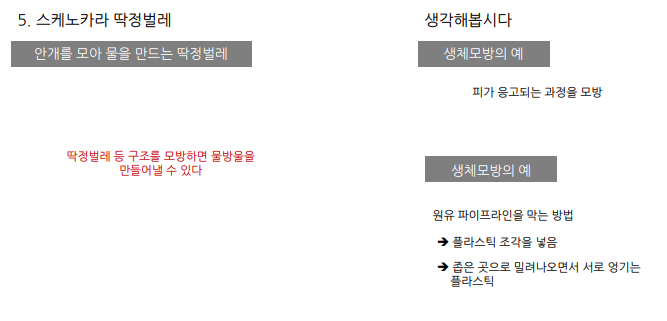 5. 스케노카라 딱정벌레
안개를 모아 물을 만드는 딱정벌레
딱정벌레 등 구조를 모방하면 물방울을
만들어낼 수 있다
생각해봅시다
생체모방의 예
피가 응고되는 과정을 모방
생체모방의 예
원유 파이프라인을 막는 방법
➔ 플라스틱 조각을 넣음
➔ 좁은 곳으로 밀려나오면서 서로 엉기는
플라스틱